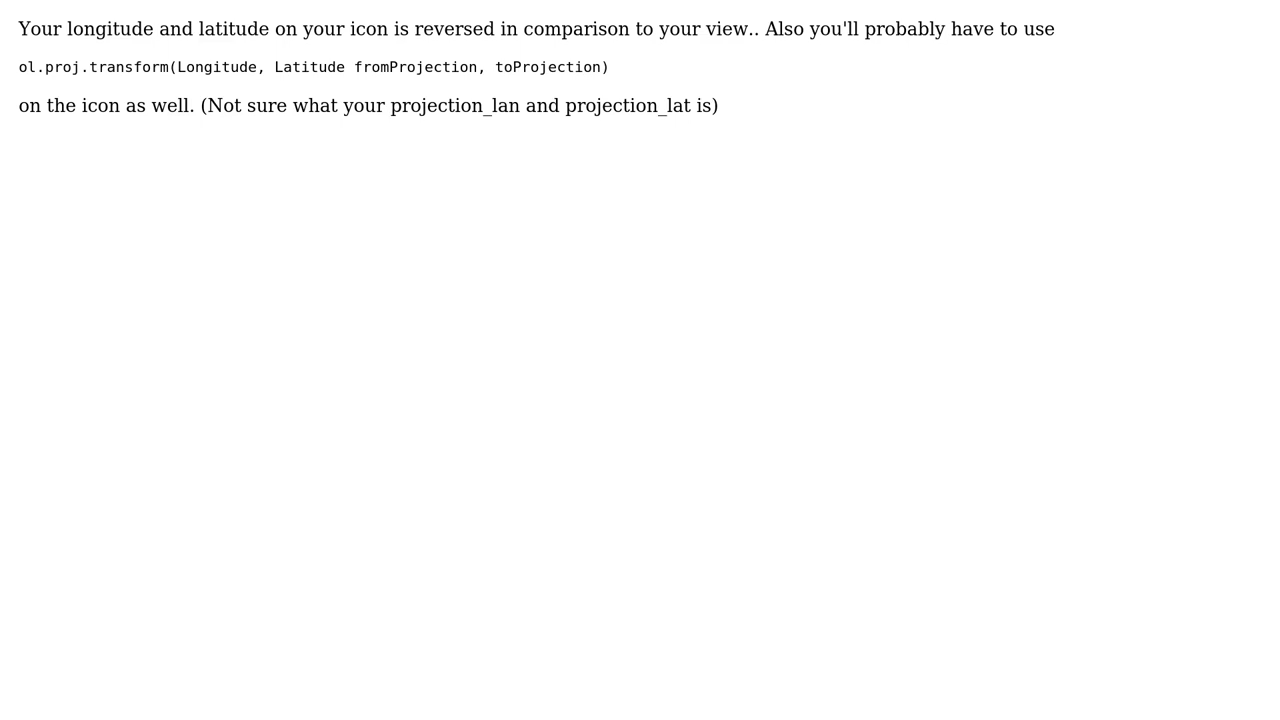 Your longitude and latitude on your icon is reversed in comparison to your view.. Also you'll probably have to use
ol.proj.transform(Longitude, Latitude fromProjection, toProjection)
on the icon as well. (Not sure what your projection_lan and projection_lat is)